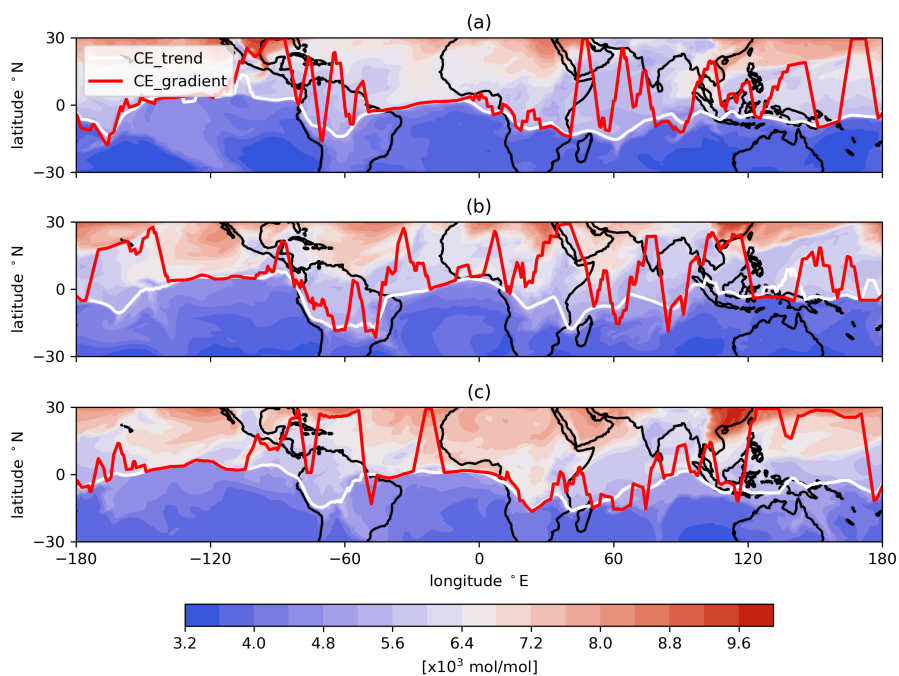 (a)
30
0
−30
latitude °N
CE_trend
CE_gradient
(b)
30
0
−30
latitude °N
(c)
30
0
−30
latitude °N
−180 −120 −60 0 60 120 180
longitude °E
3.2 4.0 4.8 5.6 6.4 7.2 8.0 8.8 9.6
[x10³ mol/mol]